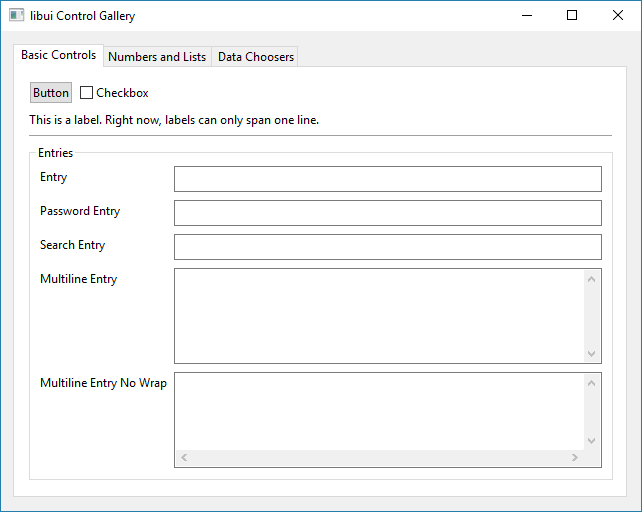 libui Control Gallery
Basic Controls Numbers and Lists Data Choosers
Button Checkbox
This is a label. Right now, labels can only span one line.
Entries
Entry
Password Entry
Search Entry
Multiline Entry
Multiline Entry No Wrap